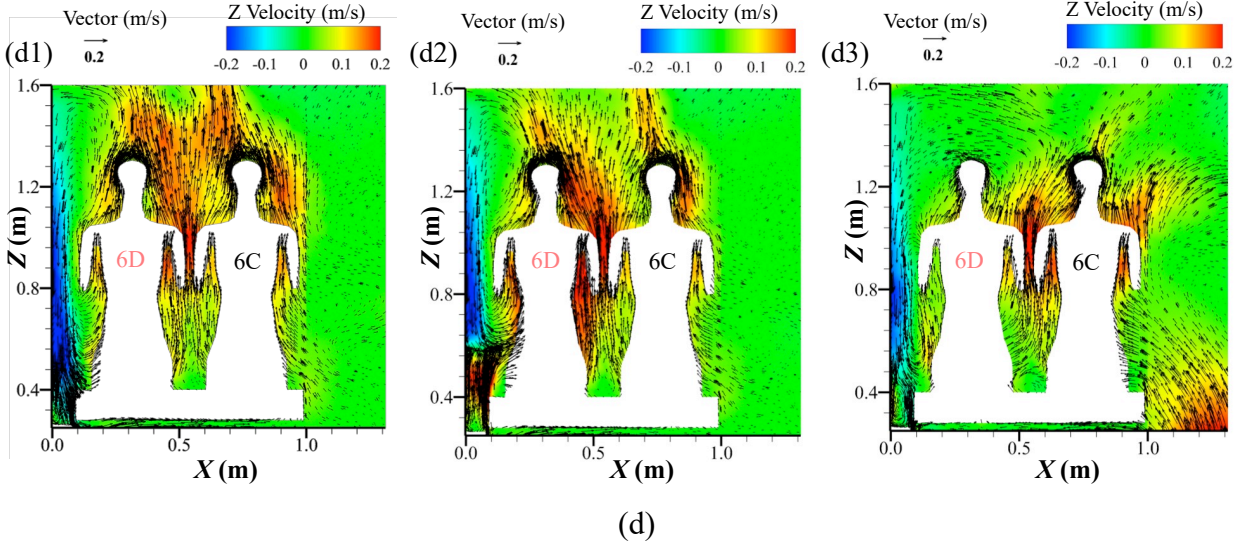 (d1)
Vector (m/s)
0.2
Z Velocity (m/s)
-0.2 -0.1 0 0.1 0.2
Z (m)
1.6
1.2
0.8
0.4
6D 6C
0.0 0.5 1.0
X (m)
(d2)
Vector (m/s)
0.2
Z Velocity (m/s)
-0.2 -0.1 0 0.1 0.2
Z (m)
1.6
1.2
0.8
0.4
6D 6C
0.0 0.5 1.0
X (m)
(d3)
Vector (m/s)
0.2
Z Velocity (m/s)
-0.2 -0.1 0 0.1 0.2
Z (m)
1.6
1.2
0.8
0.4
6D 6C
0.0 0.5 1.0
X (m)
(d)